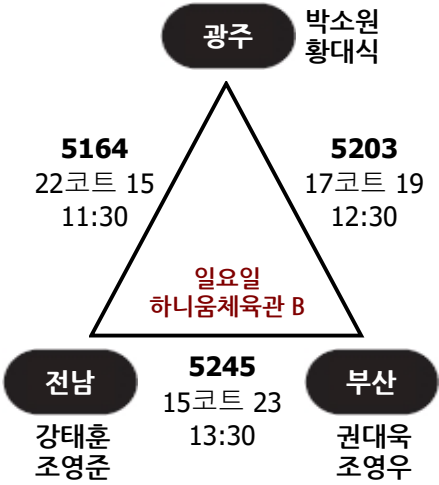 광주
박소원
황대식
5164
22코트 15
11:30
5203
17코트 19
12:30
일요일
하니움체육관 B
전남
강태훈
조영준
5245
15코트 23
13:30
부산
권대욱
조영우